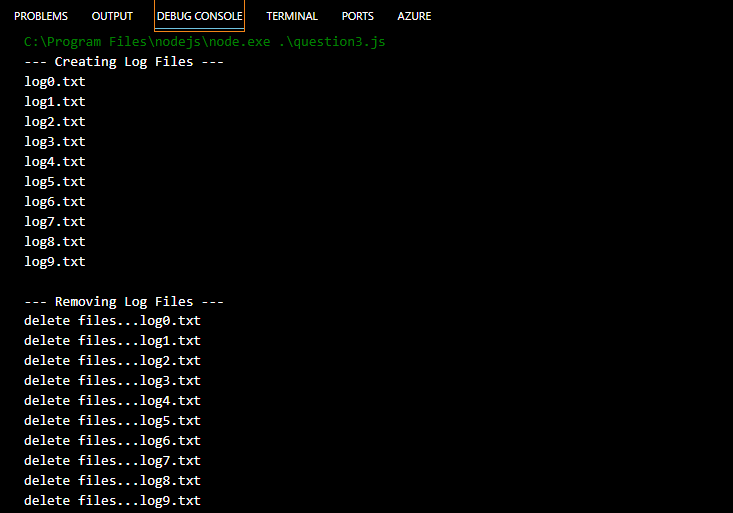 PROBLEMS OUTPUT DEBUG CONSOLE TERMINAL PORTS AZURE
C:\Program Files\nodejs\node.exe .\question3.js
--- Creating Log Files ---
log0.txt
log1.txt
log2.txt
log3.txt
log4.txt
log5.txt
log6.txt
log7.txt
log8.txt
log9.txt
--- Removing Log Files ---
delete files...log0.txt
delete files...log1.txt
delete files...log2.txt
delete files...log3.txt
delete files...log4.txt
delete files...log5.txt
delete files...log6.txt
delete files...log7.txt
delete files...log8.txt
delete files...log9.txt